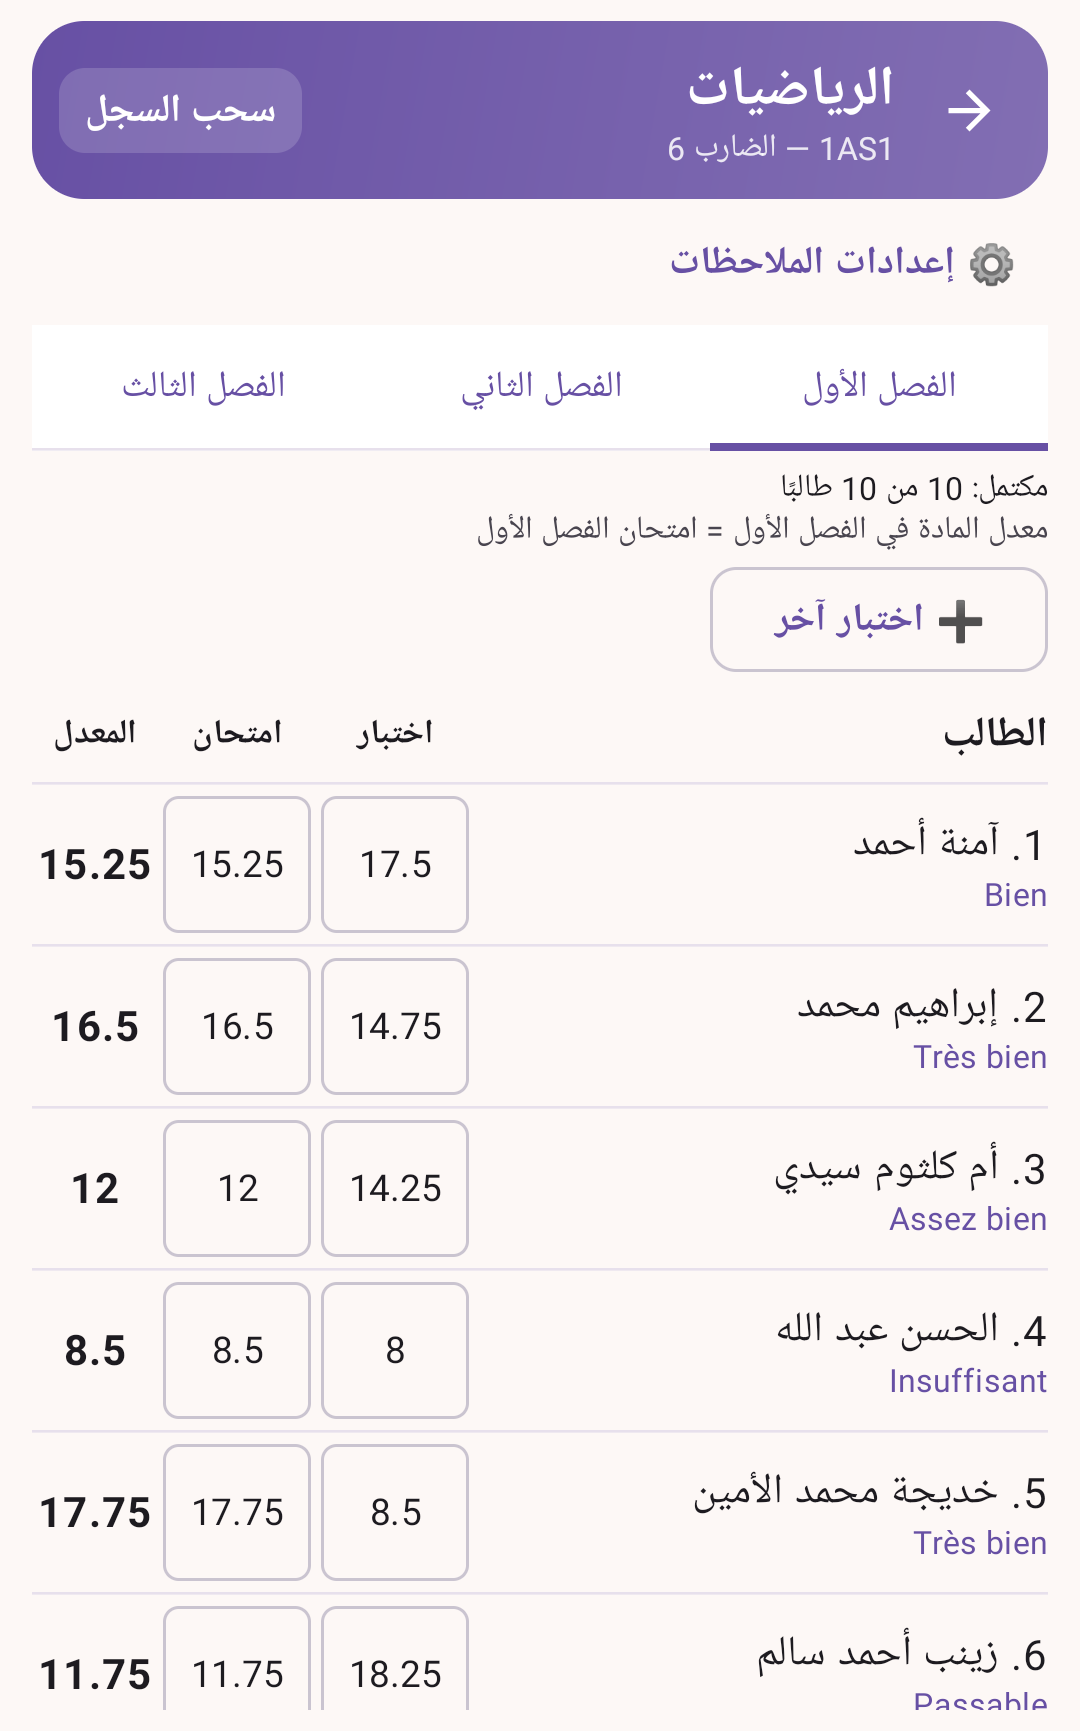 الرياضيات
1AS1 — الضارب 6
سحب السجل
⚙️ إعدادات الملاحظات
الفصل الأول
الفصل الثاني
الفصل الثالث
مكتمل: 10 من 10 طالبًا
معدل المادة في الفصل الأول = امتحان الفصل الأول
➕ اختبار آخر
الطالب اختبار امتحان المعدل
1. آمنة أحمد 17.5 15.25 15.25
Bien
2. إبراهيم محمد 14.75 16.5 16.5
Très bien
3. أم كلثوم سيدي 14.25 12 12
Assez bien
4. الحسن عبد الله 8 8.5 8.5
Insuffisant
5. خديجة محمد الأمين 8.5 17.75 17.75
Très bien
6. زينب أحمد سالم 18.25 11.75 11.75
Passable